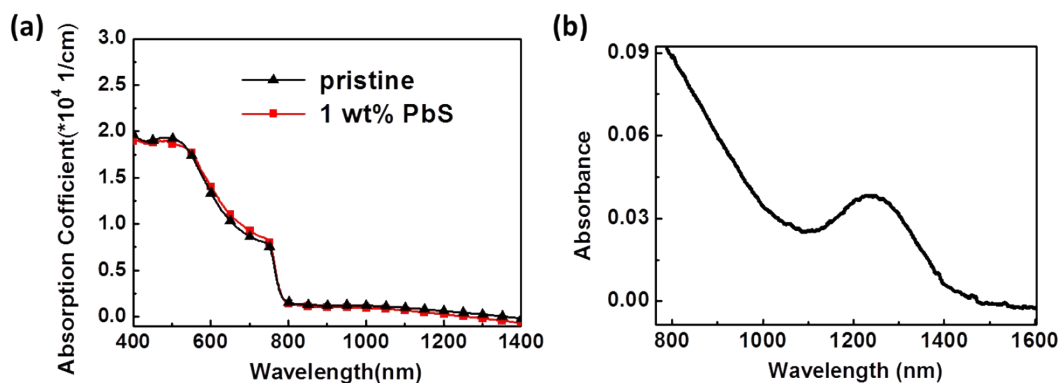 (a)
Absorption Coefficient(*10⁴ 1/cm)
3.0
2.5
2.0
1.5
1.0
0.5
0.0
pristine
1 wt% PbS
400 600 800 1000 1200 1400
Wavelength(nm)
(b)
Absorbance
0.09
0.06
0.03
0.00
800 1000 1200 1400 1600
Wavelength (nm)